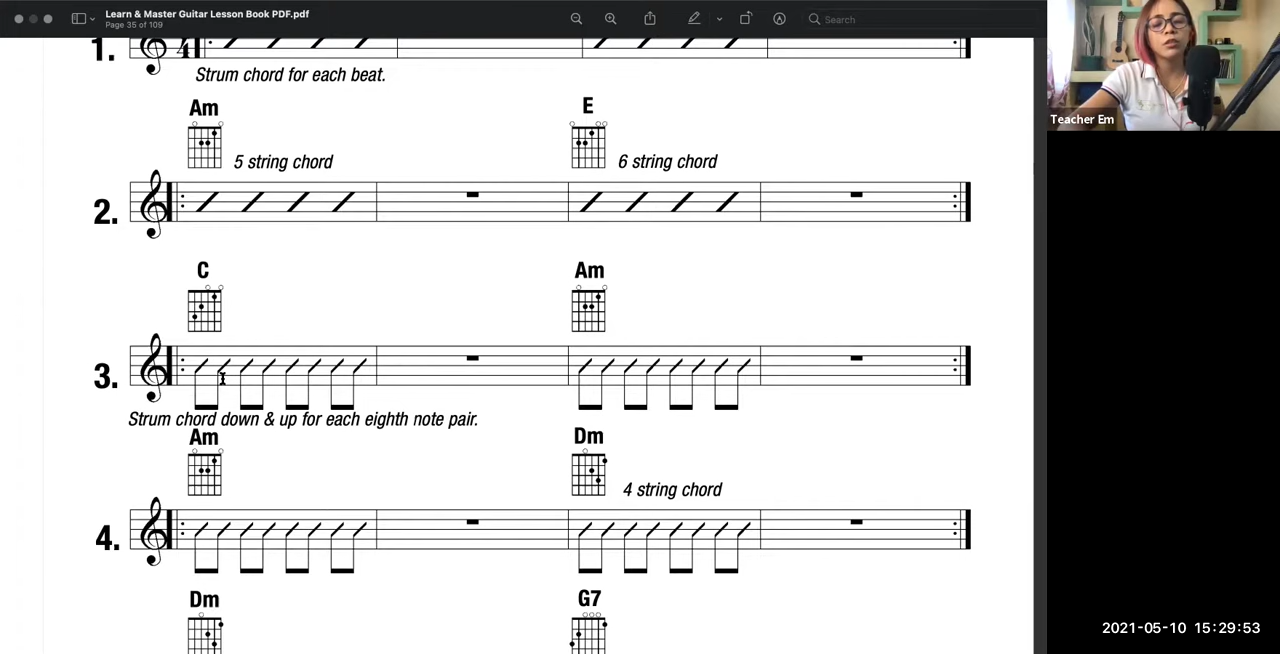 Learn & Master Guitar Lesson Book PDF.pdf
Page 35 of 109
Search
Teacher Em
1.
4
Strum chord for each beat.
Am
E
5 string chord
6 string chord
2.
C
Am
3.
Strum chord down & up for each eighth note pair.
Am
Dm
4 string chord
4.
Dm
G7
2021-05-10 15:29:53